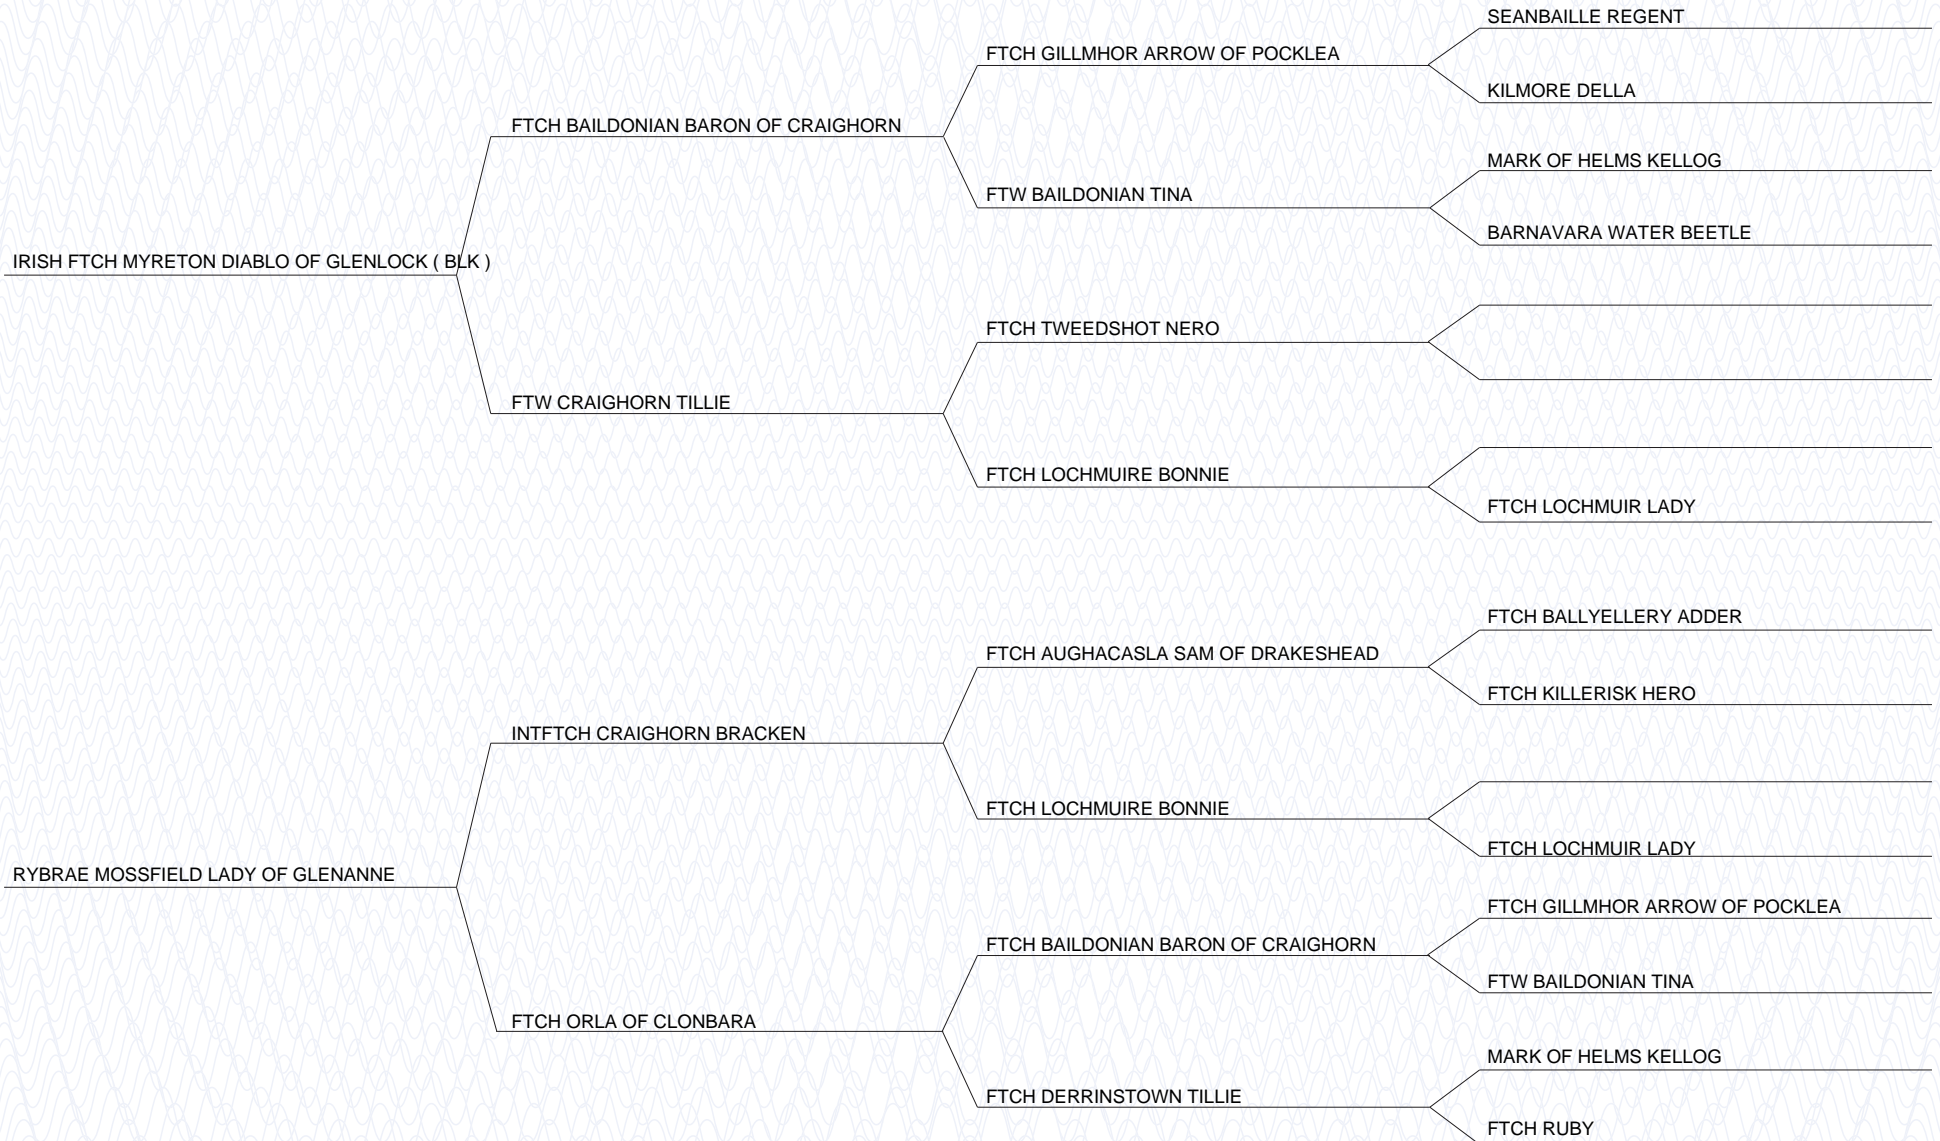 SEANBAILLE REGENT
FTCH GILLMHOR ARROW OF POCKLEA
KILMORE DELLA
FTCH BAILDONIAN BARON OF CRAIGHORN
MARK OF HELMS KELLOG
FTW BAILDONIAN TINA
BARNAVARA WATER BEETLE
IRISH FTCH MYRETON DIABLO OF GLENLOCK ( BLK )
FTCH TWEEDSHOT NERO
FTW CRAIGHORN TILLIE
FTCH LOCHMUIRE BONNIE
FTCH LOCHMUIR LADY
FTCH BALLYELLERY ADDER
FTCH AUGHACASLA SAM OF DRAKESHEAD
FTCH KILLERISK HERO
INTFTCH CRAIGHORN BRACKEN
FTCH LOCHMUIRE BONNIE
FTCH LOCHMUIR LADY
RYBRAE MOSSFIELD LADY OF GLENANNE
FTCH GILLMHOR ARROW OF POCKLEA
FTCH BAILDONIAN BARON OF CRAIGHORN
FTW BAILDONIAN TINA
FTCH ORLA OF CLONBARA
MARK OF HELMS KELLOG
FTCH DERRINSTOWN TILLIE
FTCH RUBY